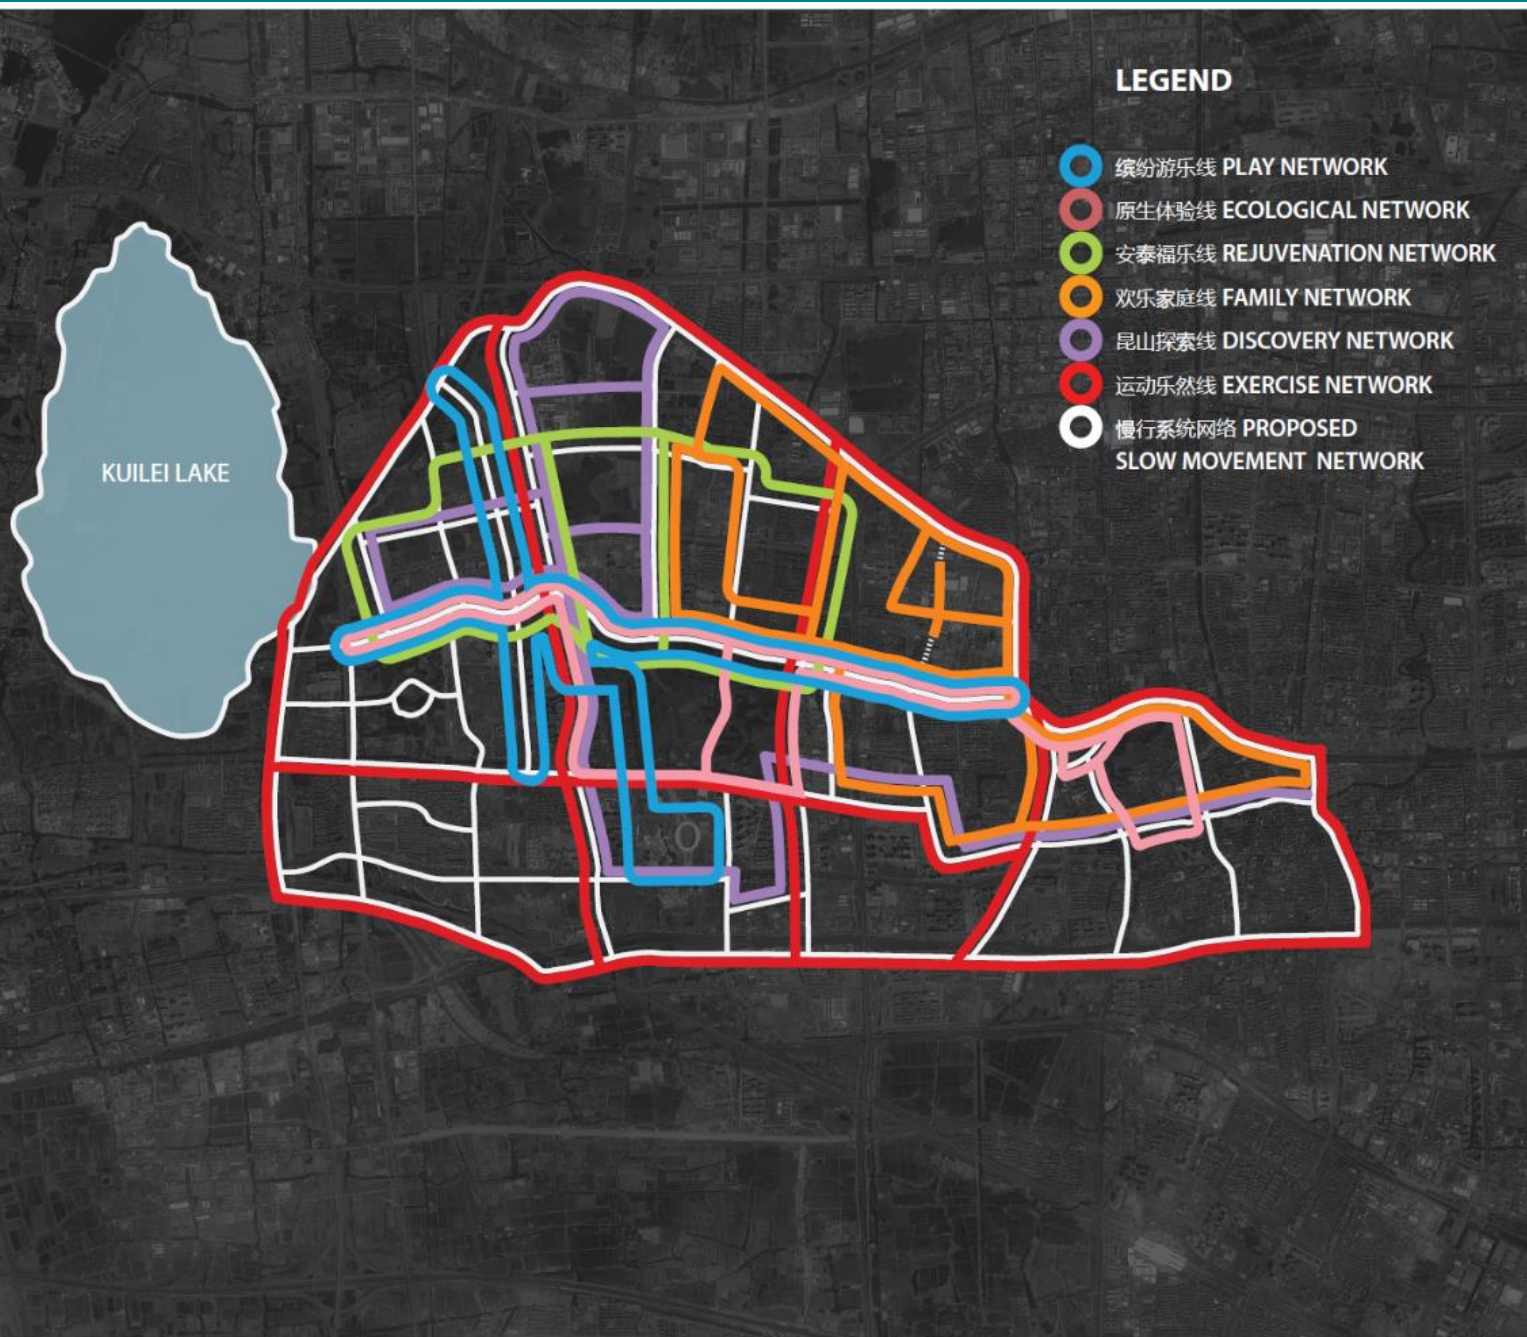 LEGEND
缤纷游乐线 PLAY NETWORK
原生体验线 ECOLOGICAL NETWORK
安泰福乐线 REJUVENATION NETWORK
欢乐家庭线 FAMILY NETWORK
昆山探索线 DISCOVERY NETWORK
运动乐然线 EXERCISE NETWORK
慢行系统网络 PROPOSED
SLOW MOVEMENT NETWORK
KUILEI LAKE